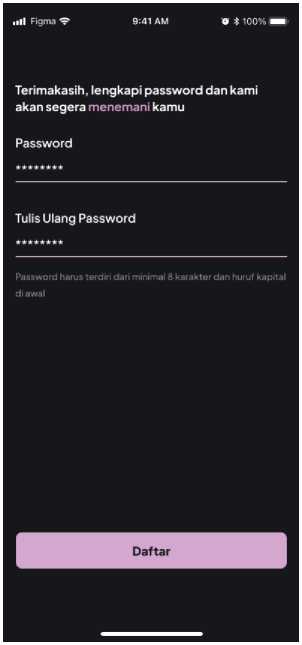 Figma 9:41 AM 100%
Terimakasih, lengkapi password dan kami
akan segera menemani kamu
Password
********
Tulis Ulang Password
********
Password harus terdiri dari minimal 8 karakter dan huruf kapital
di awal
Daftar